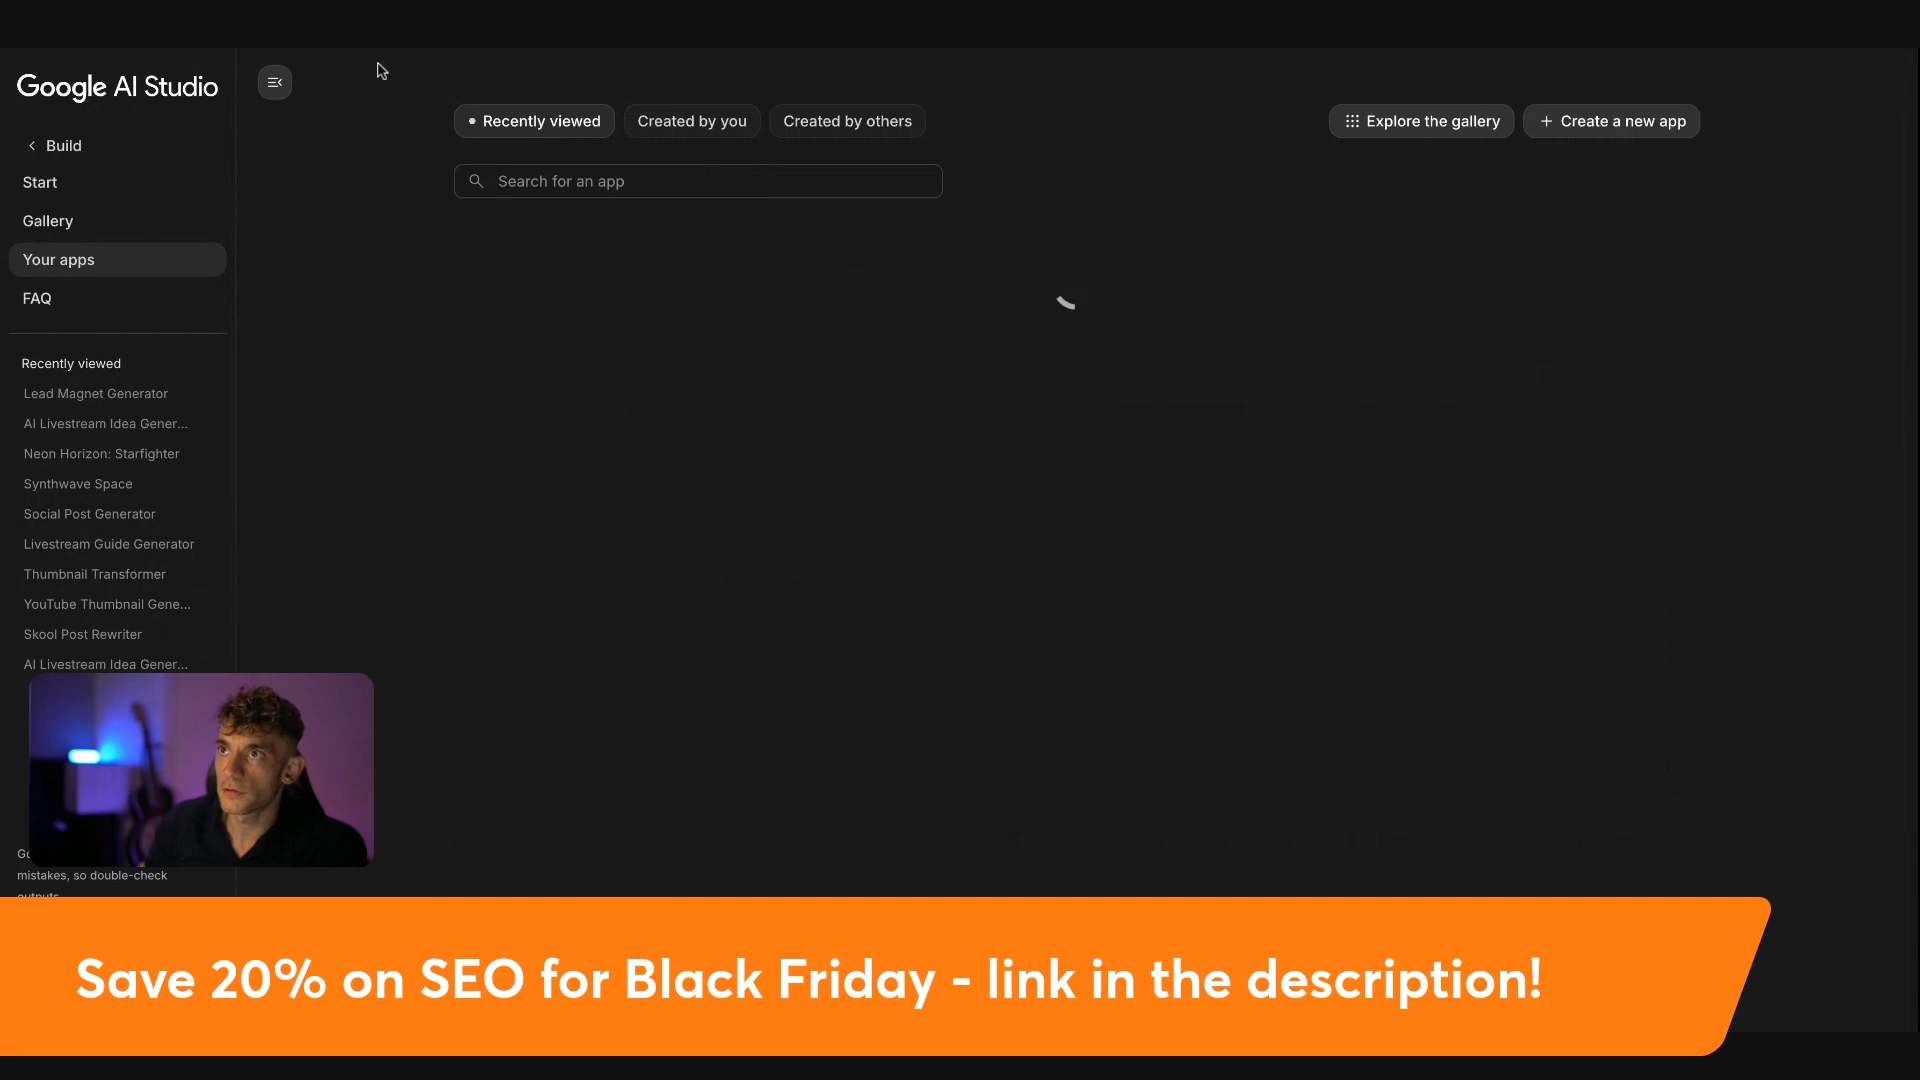 Google AI Studio
Build
Start
Gallery
Your apps
FAQ
Recently viewed
Lead Magnet Generator
AI Livestream Idea Gener...
Neon Horizon: Starfighter
Synthwave Space
Social Post Generator
Livestream Guide Generator
Thumbnail Transformer
YouTube Thumbnail Gene...
Skool Post Rewriter
AI Livestream Idea Gener...
mistakes, so double-check
Recently viewed
Created by you
Created by others
Explore the gallery
Create a new app
Search for an app
Save 20% on SEO for Black Friday - link in the description!